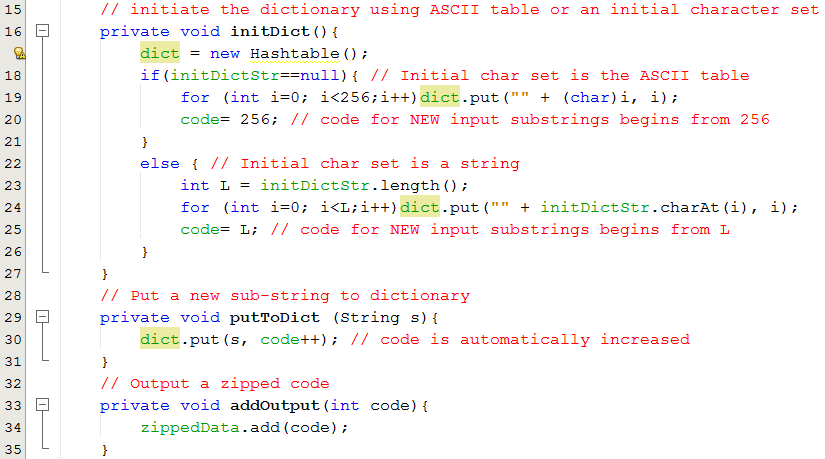 15 // initiate the dictionary using ASCII table or an initial character set
16 private void initDict(){
dict = new Hashtable();
18 if(initDictStr==null){ // Initial char set is the ASCII table
19 for (int i=0; i<256;i++)dict.put("" + (char)i, i);
20 code= 256; // code for NEW input substrings begins from 256
21 }
22 else { // Initial char set is a string
23 int L = initDictStr.length();
24 for (int i=0; i<L;i++)dict.put("" + initDictStr.charAt(i), i);
25 code= L; // code for NEW input substrings begins from L
26 }
27 }
28 // Put a new sub-string to dictionary
29 private void putToDict (String s){
30 dict.put(s, code++); // code is automatically increased
31 }
32 // Output a zipped code
33 private void addOutput(int code){
34 zippedData.add(code);
35 }